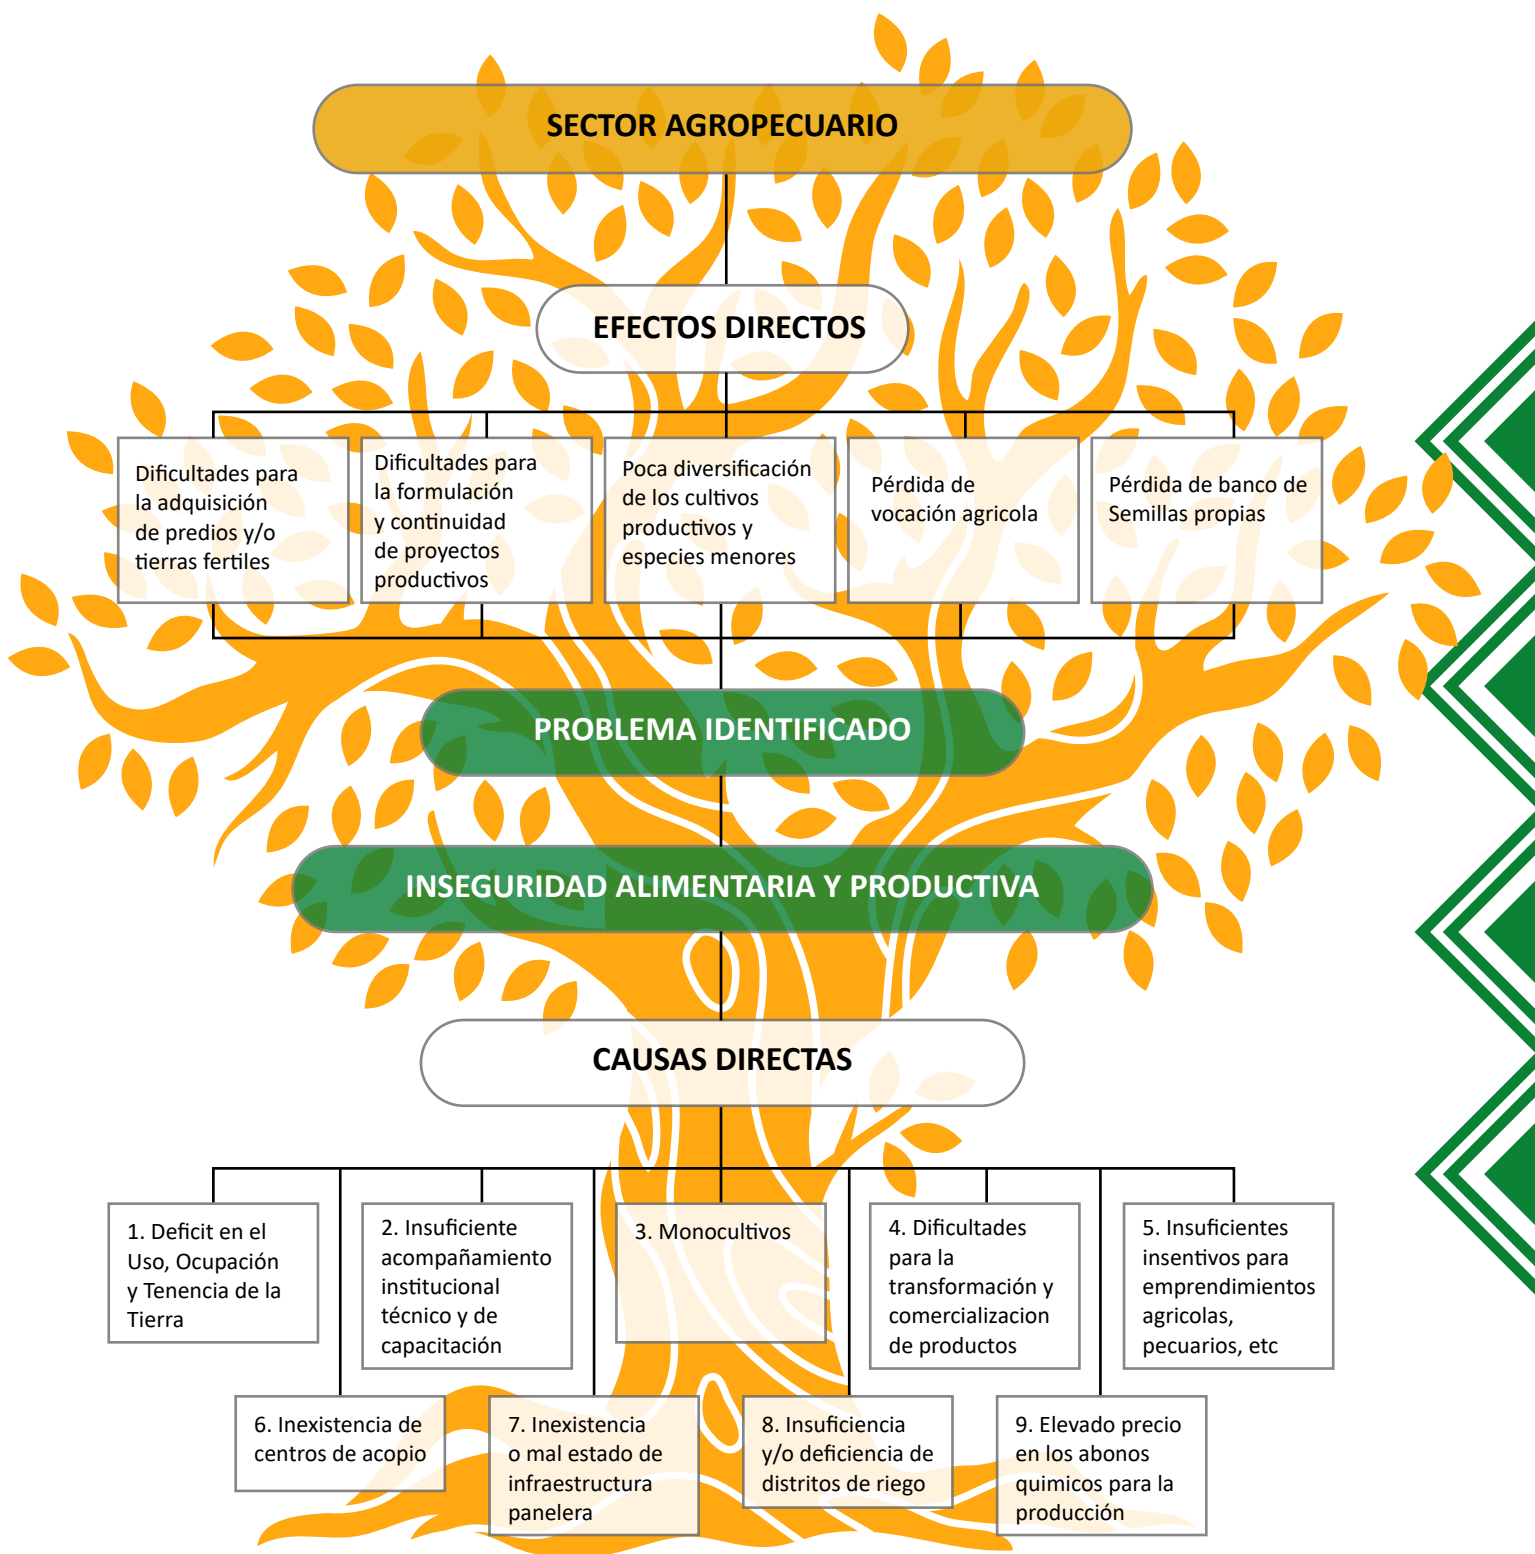 SECTOR AGROPECUARIO
EFECTOS DIRECTOS
Dificultades para
la adquisición
de predios y/o
tierras fertiles
Dificultades para
la formulación
y continuidad
de proyectos
productivos
Poca diversificación
de los cultivos
productivos y
especies menores
Pérdida de
vocación agricola
Pérdida de banco de
Semillas propias
PROBLEMA IDENTIFICADO
INSEGURIDAD ALIMENTARIA Y PRODUCTIVA
CAUSAS DIRECTAS
1. Deficit en el
Uso, Ocupación
y Tenencia de la
Tierra
2. Insuficiente
acompañamiento
institucional
técnico y de
capacitación
3. Monocultivos
4. Dificultades
para la
transformación y
comercializacion
de productos
5. Insuficientes
insentivos para
emprendimientos
agricolas,
pecuarios, etc
6. Inexistencia de
centros de acopio
7. Inexistencia
o mal estado de
infraestructura
panelera
8. Insuficiencia
y/o deficiencia de
distritos de riego
9. Elevado precio
en los abonos
quimicos para la
producción